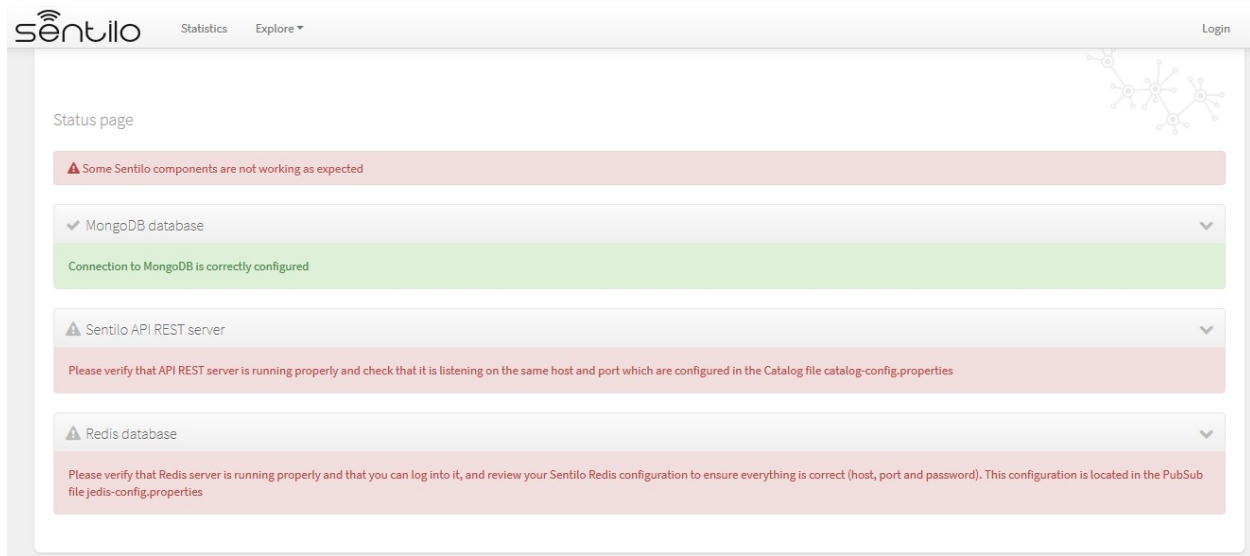 sentilo
Statistics
Explore
Login
Status page
Some Sentilo components are not working as expected
MongoDB database
Connection to MongoDB is correctly configured
Sentilo API REST server
Please verify that API REST server is running properly and check that it is listening on the same host and port which are configured in the Catalog file catalog-config.properties
Redis database
Please verify that Redis server is running properly and that you can log into it, and review your Sentilo Redis configuration to ensure everything is correct (host, port and password). This configuration is located in the PubSub
file jedis-config.properties